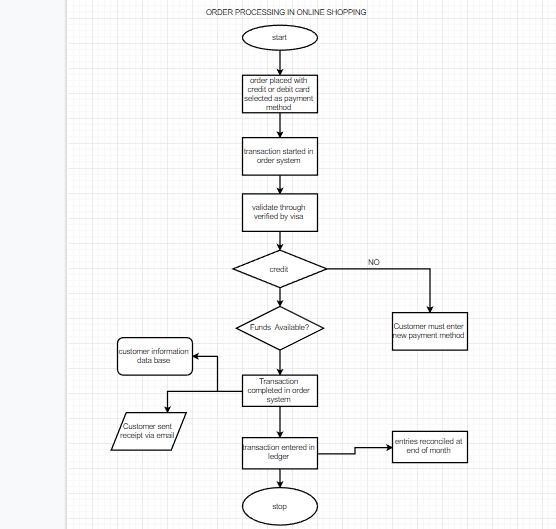 ORDER PROCESSING IN ONLINE SHOPPING
start
order placed with
credit or debit card
selected as payment
method
transaction started in
order system
validate through
verified by visa
credit
NO
Funds Available?
Customer must enter
new payment method
customer information
data base
Transaction
completed in order
system
Customer sent
receipt via email
transaction entered in
ledger
entries reconciled at
end of month
stop